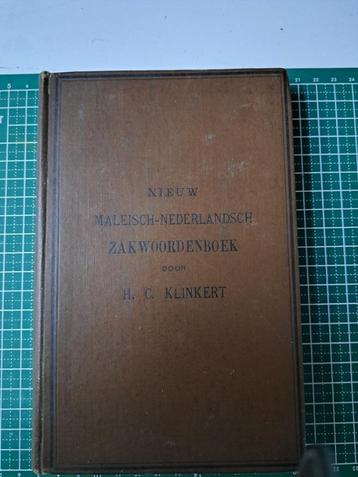 NIEUW
MALEISCH-NEDERLANDSCH
ZAKWOORDENBOEK
DOOR
H. C. KLINKERT